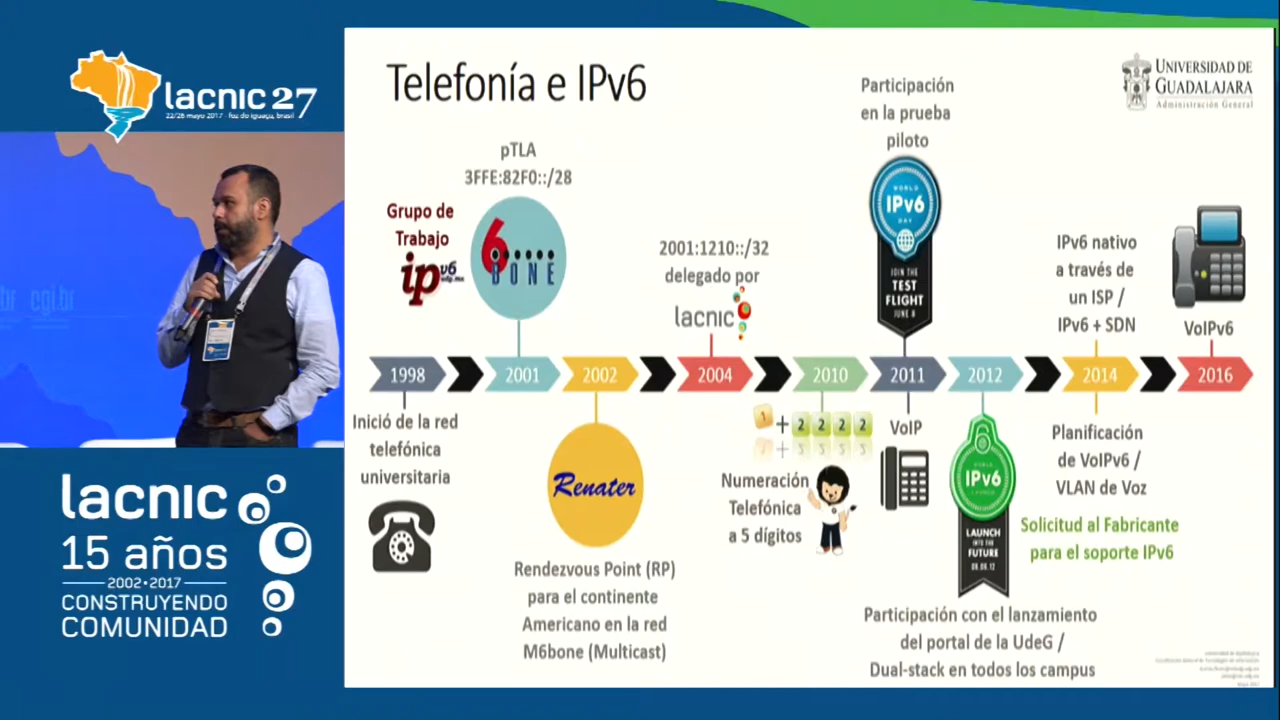 lacnic 27
22/26 mayo 2017 - foz do iguaçu, brasil
cgi.br
lacnic
15 años
2002•2017
CONSTRUYENDO
COMUNIDAD
Telefonía e IPv6
UNIVERSIDAD DE
GUADALAJARA
Administración General
pTLA
3FFE:82F0::/28
Grupo de
Trabajo
ipv6
6BONE
2001:1210::/32
delegado por
lacnic
Participación
en la prueba
piloto
WORLD
IPv6
DAY
JOIN THE
TEST
FLIGHT
JUNE 8
IPv6 nativo
a través de
un ISP /
IPv6 + SDN
VoIPv6
1998
2001
2002
2004
2010
2011
2012
2014
2016
Inició de la red
telefónica
universitaria
Renater
Rendezvous Point (RP)
para el continente
Americano en la red
M6bone (Multicast)
1 + 2 2 2 2
Numeración
Telefónica
a 5 dígitos
VoIP
WORLD
IPv6
LAUNCH
INTO THE
FUTURE
06.06.12
Participación con el lanzamiento
del portal de la UdeG /
Dual-stack en todos los campus
Planificación
de VoIPv6 /
VLAN de Voz
Solicitud al Fabricante
para el soporte IPv6